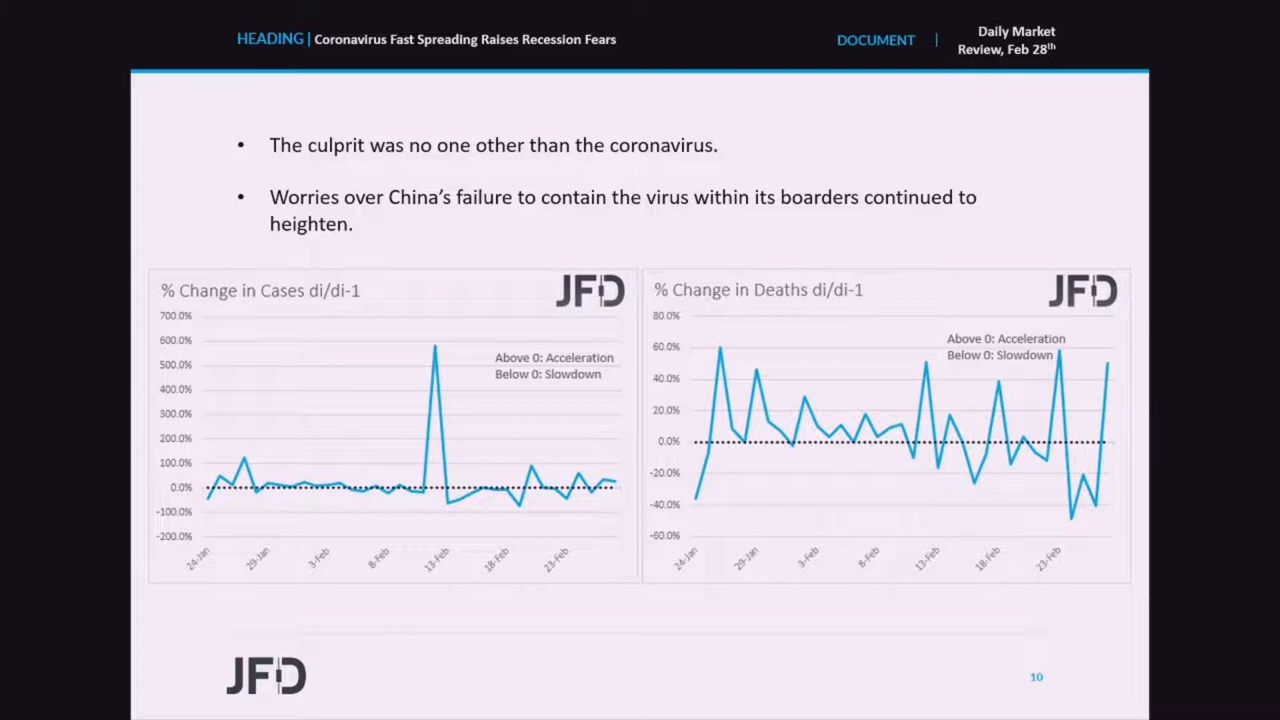 HEADING | Coronavirus Fast Spreading Raises Recession Fears
DOCUMENT |
Daily Market
Review, Feb 28th
• The culprit was no one other than the coronavirus.
• Worries over China's failure to contain the virus within its boarders continued to
heighten.
% Change in Cases di/di-1
JFD
700.0%
600.0%
500.0%
400.0%
300.0%
200.0%
100.0%
0.0%
-100.0%
-200.0%
Above 0: Acceleration
Below 0: Slowdown
24-Jan
29-Jan
3-Feb
8-Feb
13-Feb
18-Feb
23-Feb
% Change in Deaths di/di-1
JFD
80.0%
60.0%
40.0%
20.0%
0.0%
-20.0%
-40.0%
-60.0%
Above 0: Acceleration
Below 0: Slowdown
24-Jan
29-Jan
3-Feb
8-Feb
13-Feb
18-Feb
23-Feb
JFD
10